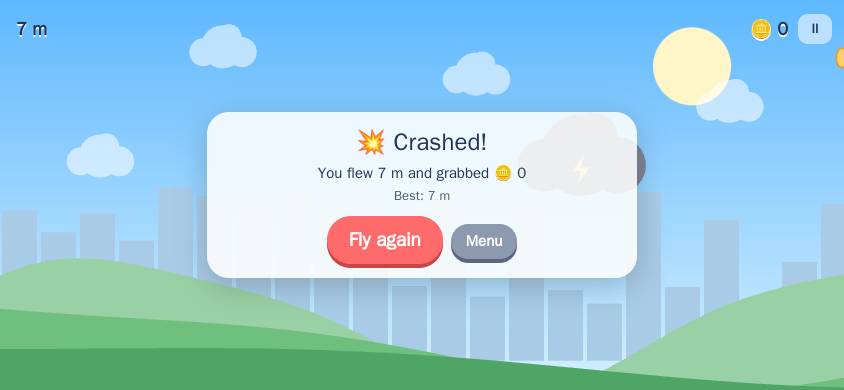 7 m
🪙 0
⏸
💥 Crashed!
You flew 7 m and grabbed 🪙 0
Best: 7 m
Fly again
Menu